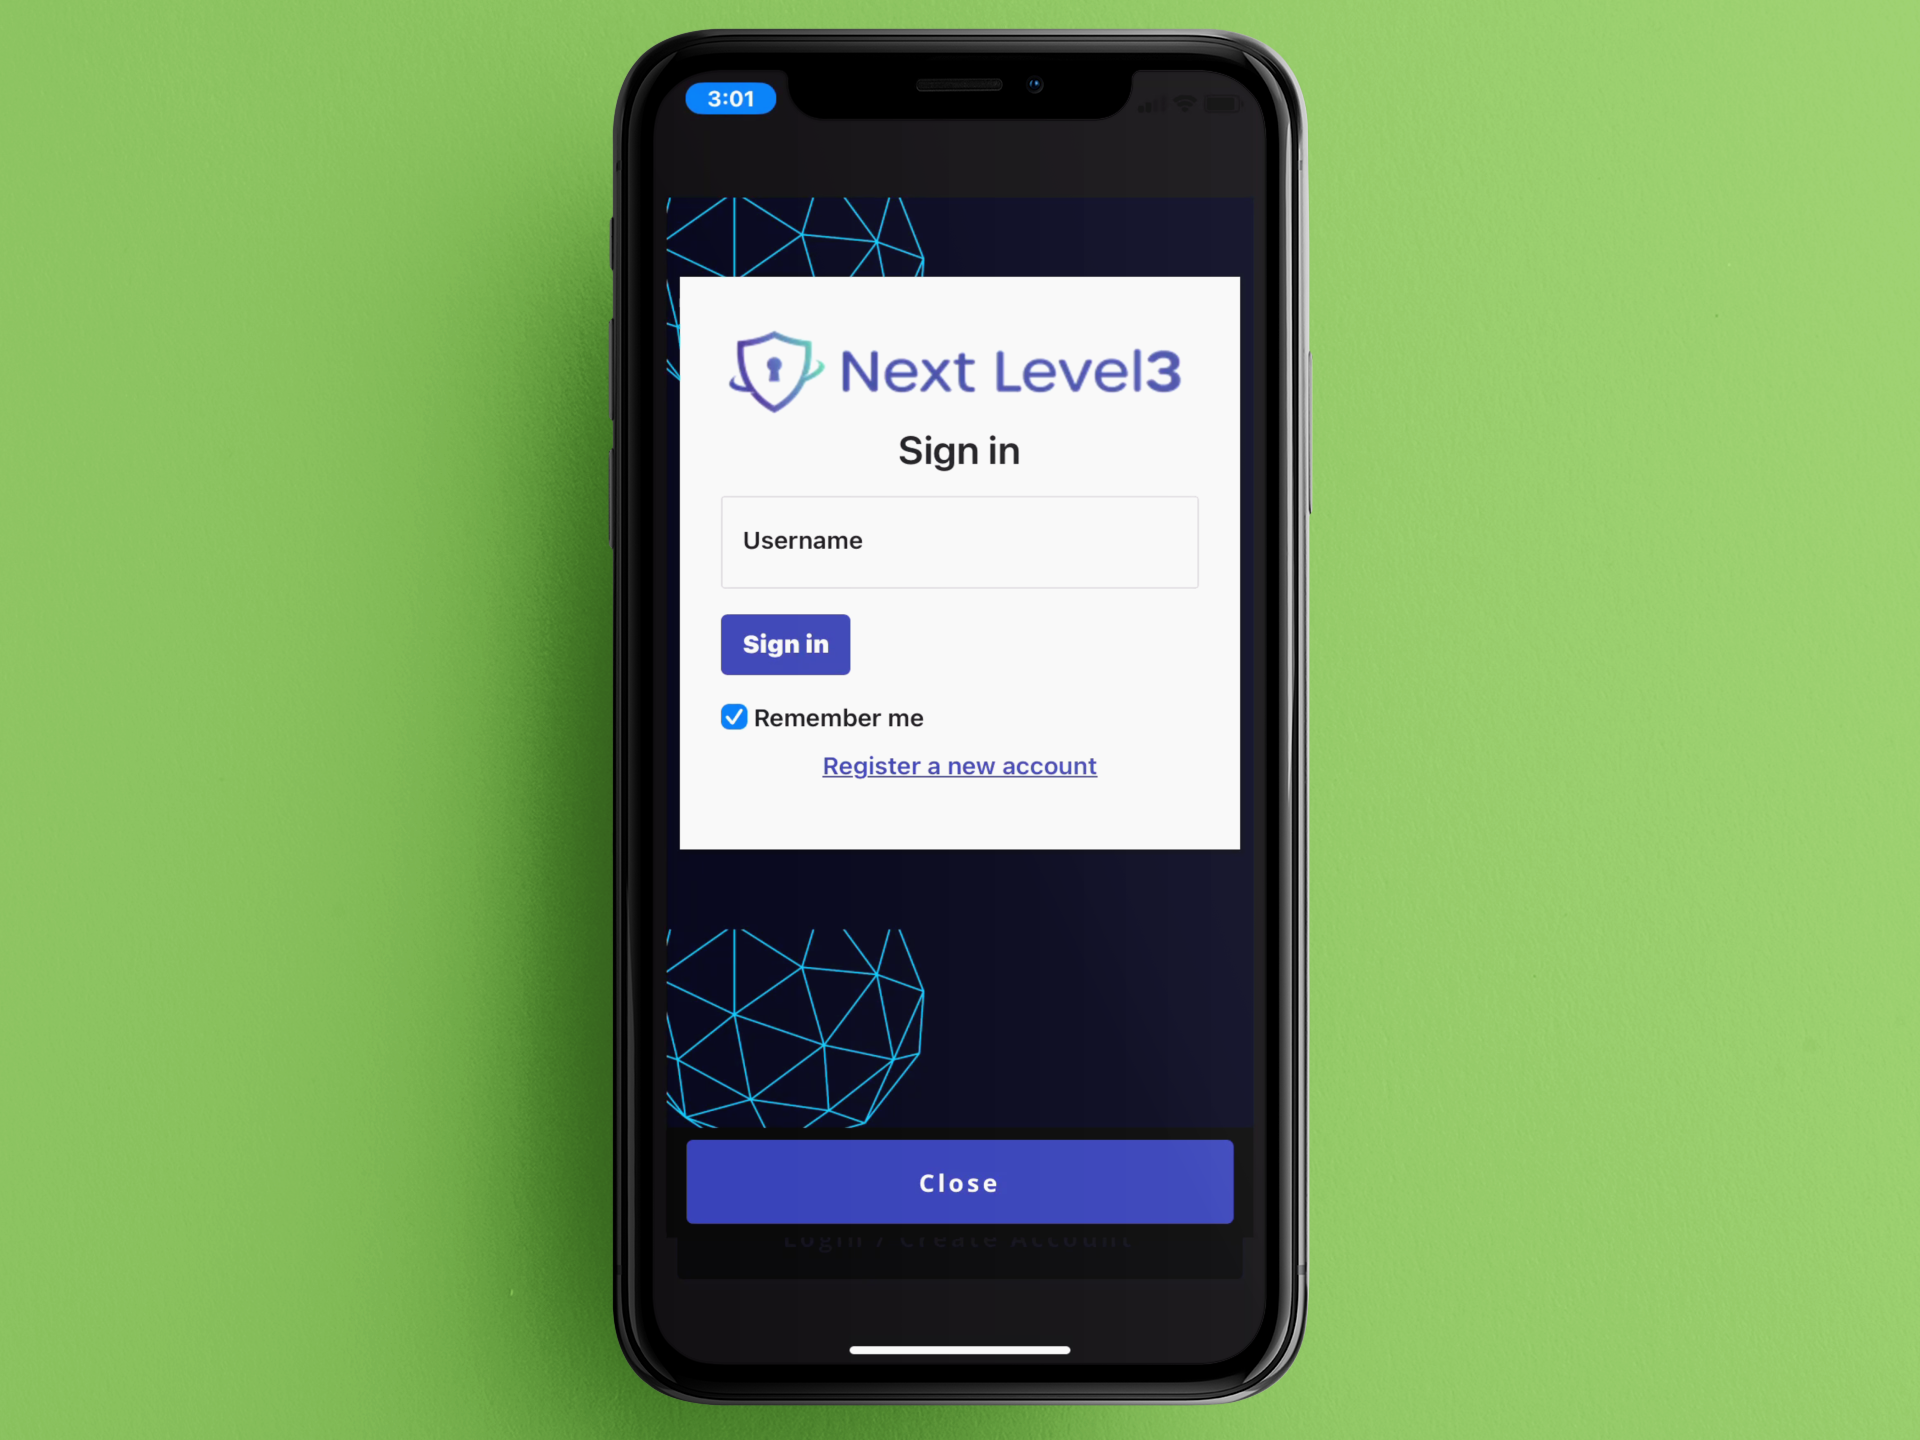 3:01
Next Level3
Sign in
Username
Sign in
Remember me
Register a new account
Close
Login / Create Account